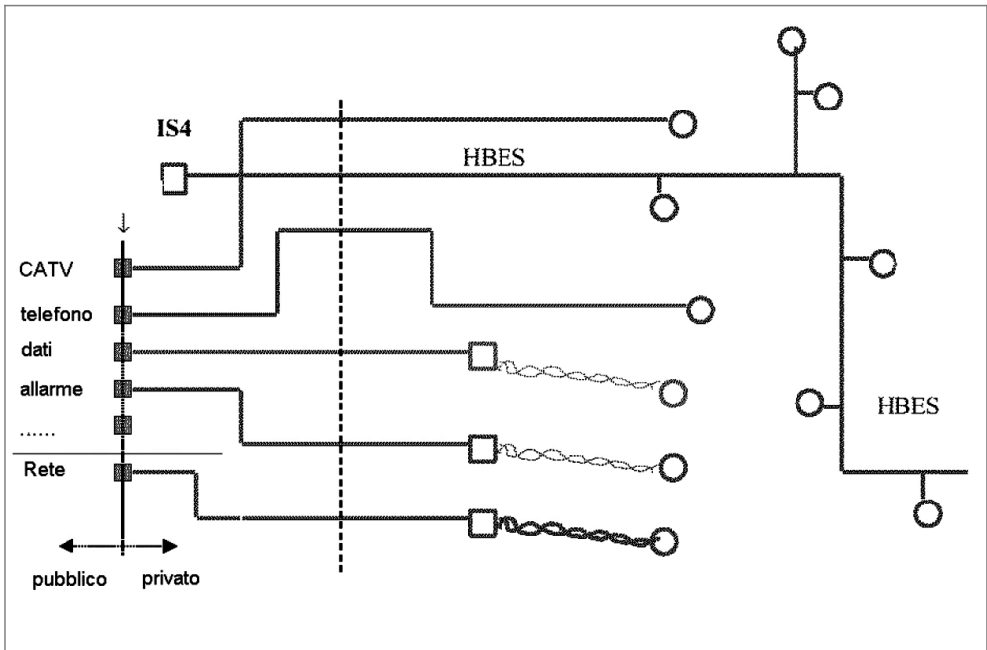 IS4
HBES
CATV
telefono
dati
allarme
......
Rete
HBES
pubblico
privato